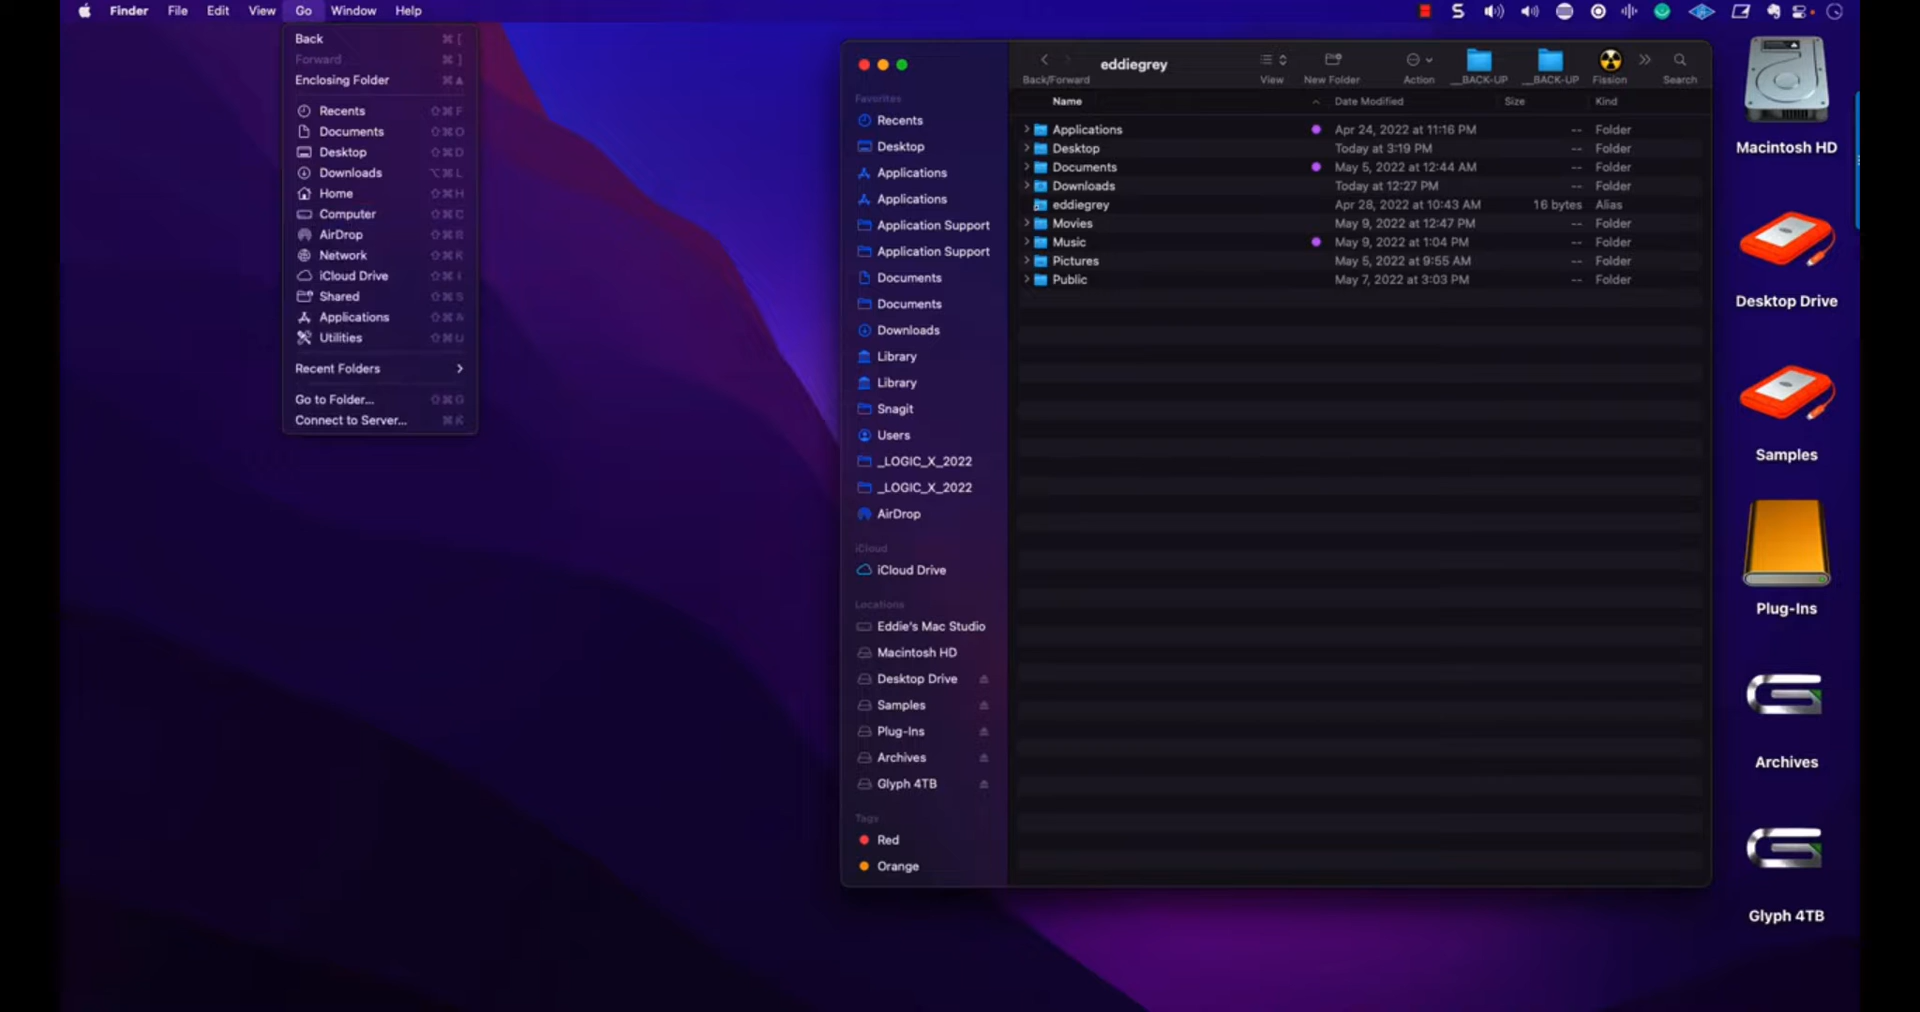 Finder File Edit View Go Window Help
Back ⌘ [
Forward ⌘ ]
Enclosing Folder ⌘▲
Recents ⇧⌘F
Documents ⇧⌘O
Desktop ⇧⌘D
Downloads ⌥⌘L
Home ⇧⌘H
Computer ⇧⌘C
AirDrop ⇧⌘R
Network ⇧⌘K
iCloud Drive ⇧⌘I
Shared ⇧⌘S
Applications ⇧⌘A
Utilities ⇧⌘U
Recent Folders
Go to Folder... ⇧⌘G
Connect to Server... ⌘K
eddiegrey
Back/Forward View New Folder Action __BACK-UP __BACK-UP Fission Search
Favorites
Recents
Desktop
Applications
Applications
Application Support
Application Support
Documents
Documents
Downloads
Library
Library
Snagit
Users
_LOGIC_X_2022
_LOGIC_X_2022
AirDrop
iCloud
iCloud Drive
Locations
Eddie's Mac Studio
Macintosh HD
Desktop Drive
Samples
Plug-Ins
Archives
Glyph 4TB
Tags
Red
Orange
Name Date Modified Size Kind
Applications Apr 24, 2022 at 11:16 PM -- Folder
Desktop Today at 3:19 PM -- Folder
Documents May 5, 2022 at 12:44 AM -- Folder
Downloads Today at 12:27 PM -- Folder
eddiegrey Apr 28, 2022 at 10:43 AM 16 bytes Alias
Movies May 9, 2022 at 12:47 PM -- Folder
Music May 9, 2022 at 1:04 PM -- Folder
Pictures May 5, 2022 at 9:55 AM -- Folder
Public May 7, 2022 at 3:03 PM -- Folder
Macintosh HD
Desktop Drive
Samples
Plug-Ins
Archives
Glyph 4TB